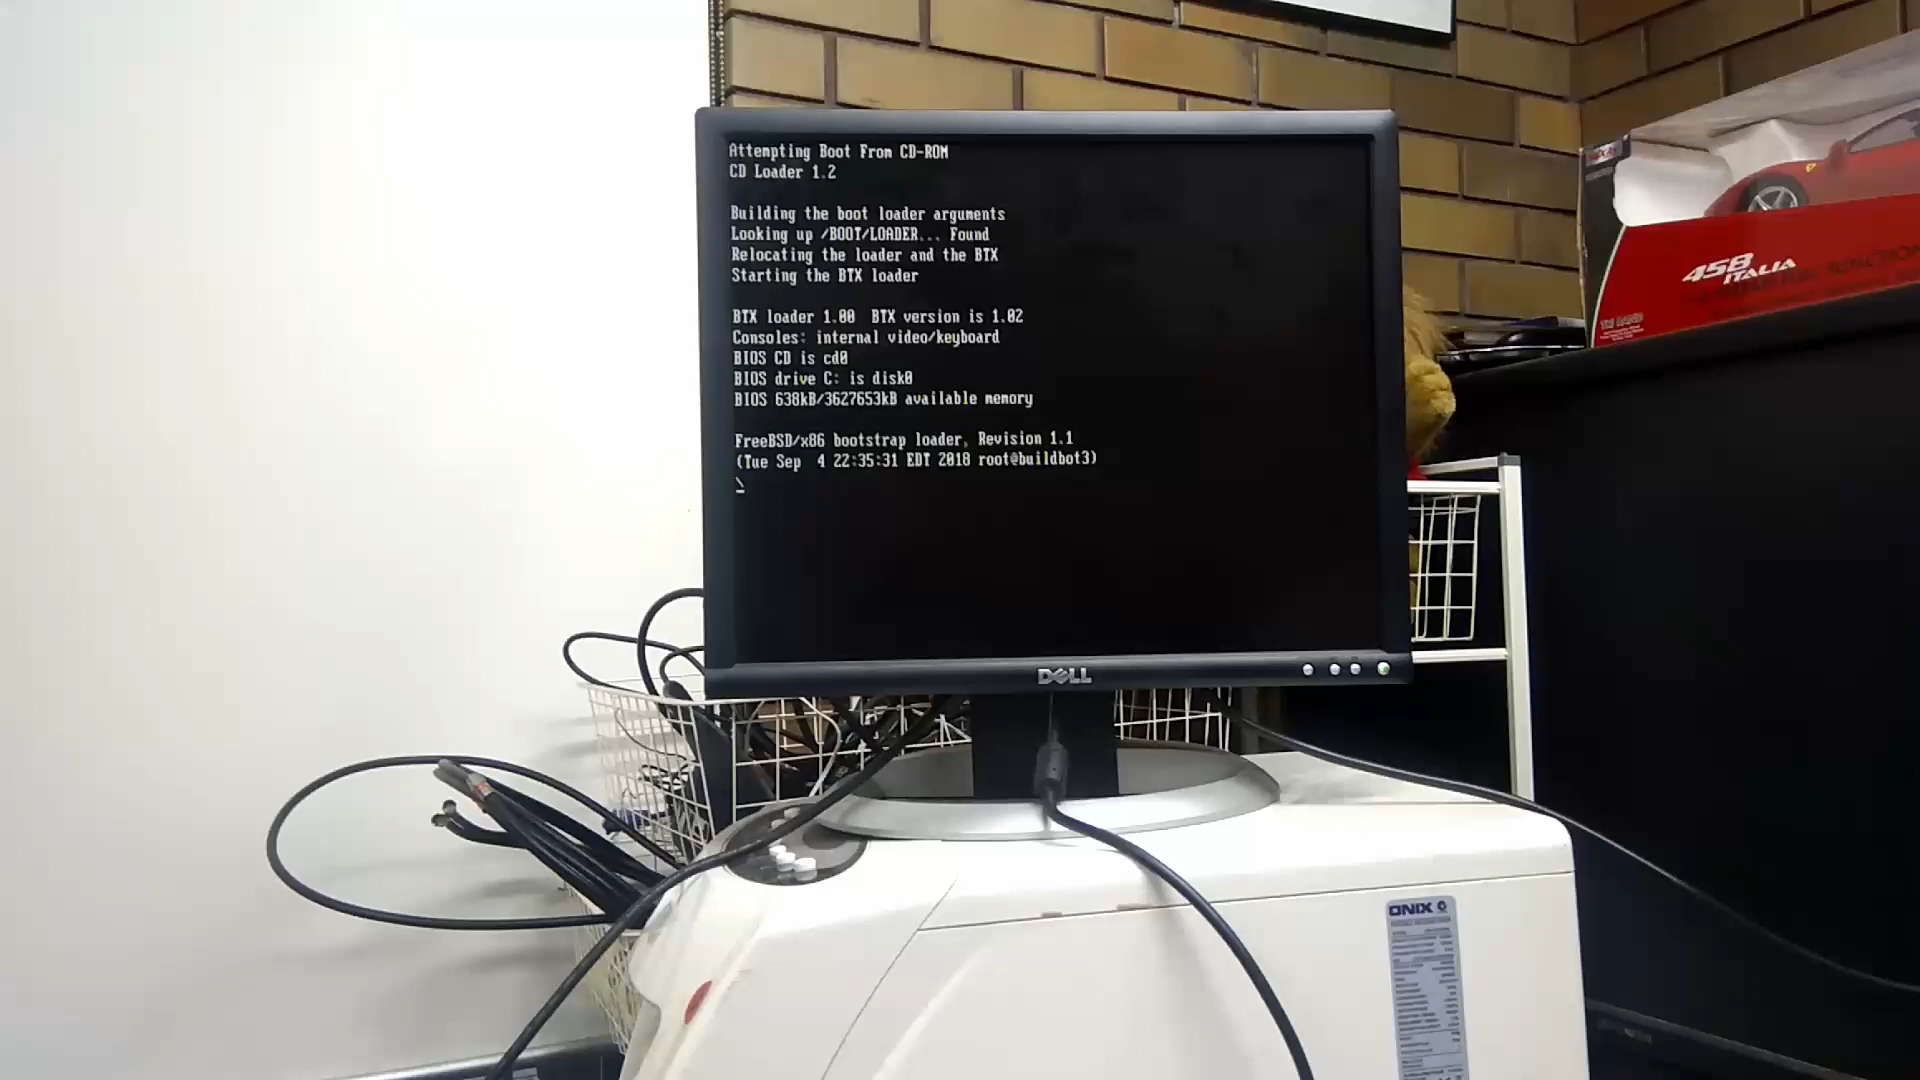 Attempting Boot From CD-ROM
CD Loader 1.2
Building the boot loader arguments
Looking up /BOOT/LOADER... Found
Relocating the loader and the BTX
Starting the BTX loader
BTX loader 1.00  BTX version is 1.02
Consoles: internal video/keyboard
BIOS CD is cd0
BIOS drive C: is disk0
BIOS 638kB/3627653kB available memory
FreeBSD/x86 bootstrap loader, Revision 1.1
(Tue Sep  4 22:35:31 EDT 2018 root@buildbot3)
\
DELL
458 ITALIA
FUNCTION
ONIX